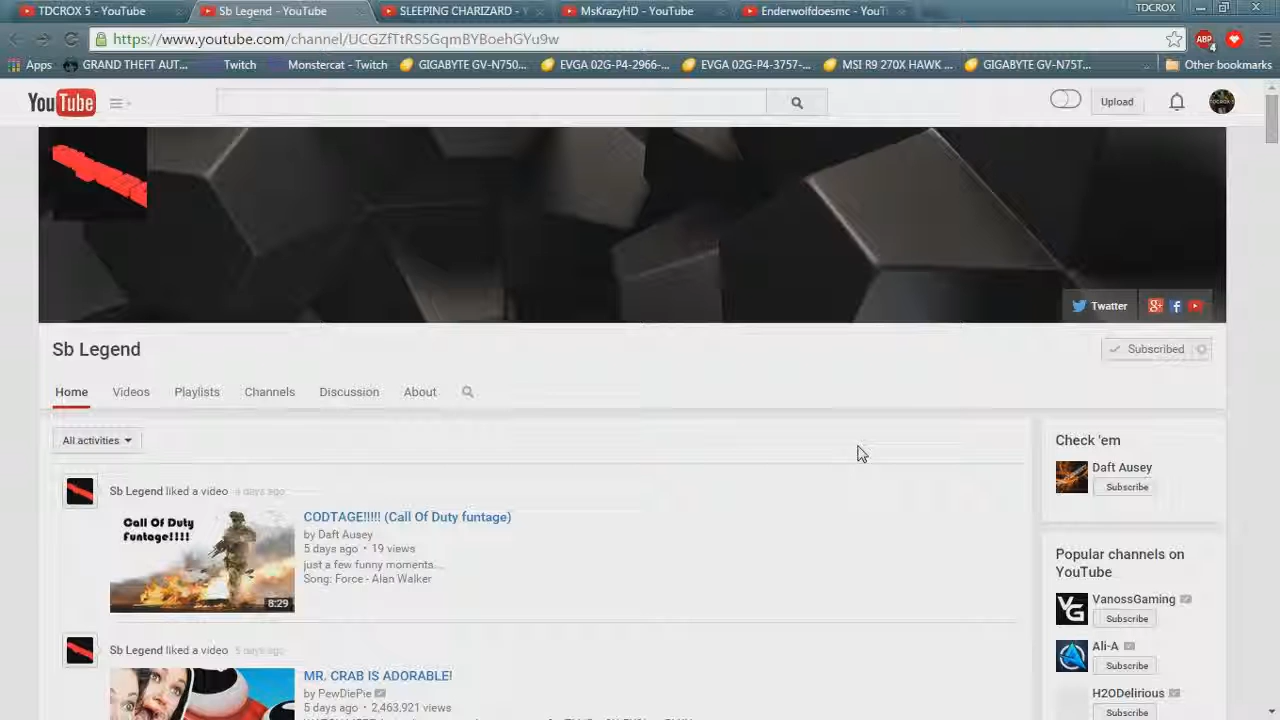 TDCROX 5 - YouTube
Sb Legend - YouTube
SLEEPING CHARIZARD - Y
MsKrazyHD - YouTube
Enderwolfdoesmc - YouT
TDCROX
https://www.youtube.com/channel/UCGZfTtRS5GqmBYBoehGYu9w
ABP
4
Apps
GRAND THEFT AUT...
Twitch
Monstercat - Twitch
GIGABYTE GV-N750...
EVGA 02G-P4-2966-...
EVGA 02G-P4-3757-...
MSI R9 270X HAWK ...
GIGABYTE GV-N75T...
Other bookmarks
YouTube
Upload
Twatter
Sb Legend
Subscribed
Home
Videos
Playlists
Channels
Discussion
About
All activities
Check 'em
Daft Ausey
Subscribe
Sb Legend liked a video 4 days ago
Call Of Duty
Funtage!!!!
8:29
CODTAGE!!!!! (Call Of Duty funtage)
by Daft Ausey
5 days ago • 19 views
just a few funny moments...
Song: Force - Alan Walker
Popular channels on
YouTube
VanossGaming
Subscribe
Ali-A
Subscribe
H2ODelirious
Subscribe
Sb Legend liked a video 5 days ago
MR. CRAB IS ADORABLE!
by PewDiePie
5 days ago • 2,463,921 views